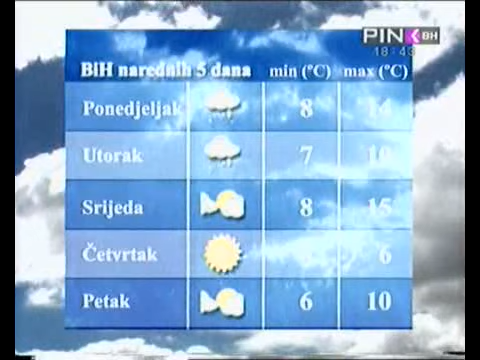 PINK BH
18:43
BiH narednih 5 dana min (°C) max (°C)
Ponedjeljak 8 14
Utorak 7
Srijeda 8 15
Četvrtak 6
Petak 6 10